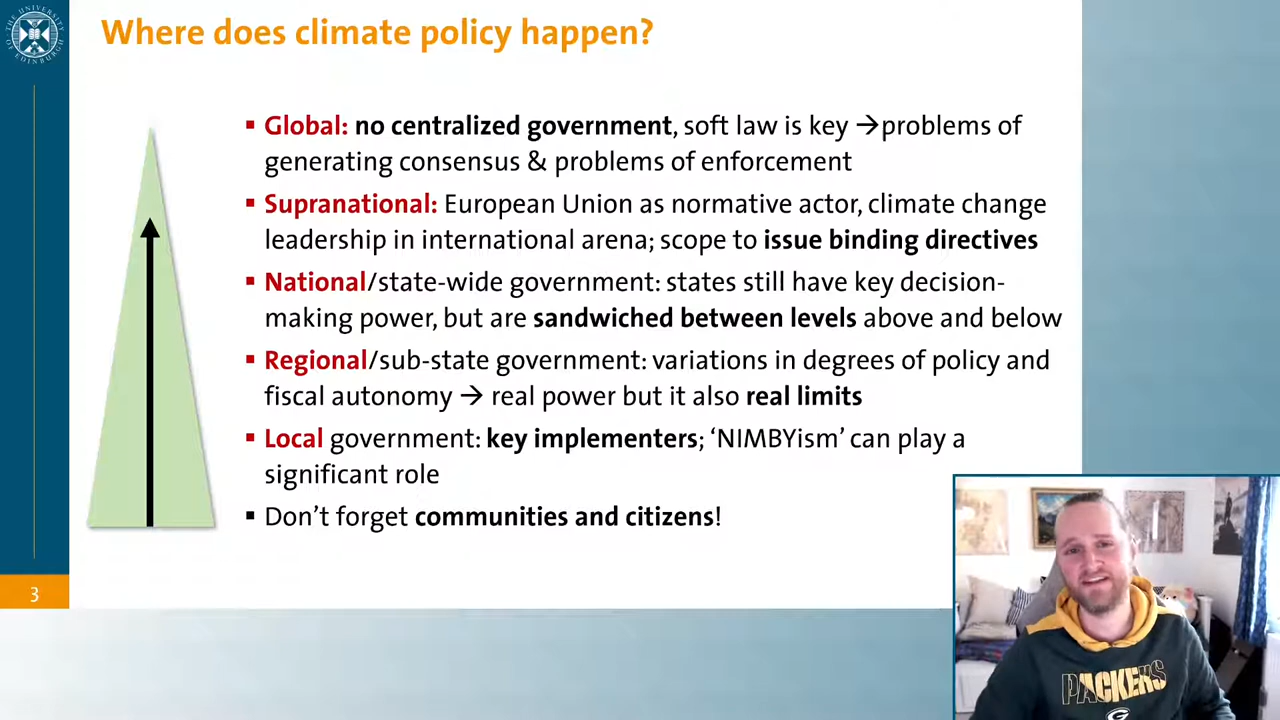 THE UNIVERSITY
OF EDINBURGH
Where does climate policy happen?
▪ Global: no centralized government, soft law is key →problems of
generating consensus & problems of enforcement
▪ Supranational: European Union as normative actor, climate change
leadership in international arena; scope to issue binding directives
▪ National/state-wide government: states still have key decision-
making power, but are sandwiched between levels above and below
▪ Regional/sub-state government: variations in degrees of policy and
fiscal autonomy → real power but it also real limits
▪ Local government: key implementers; ‘NIMBYism’ can play a
significant role
▪ Don’t forget communities and citizens!
3
PACKERS
G